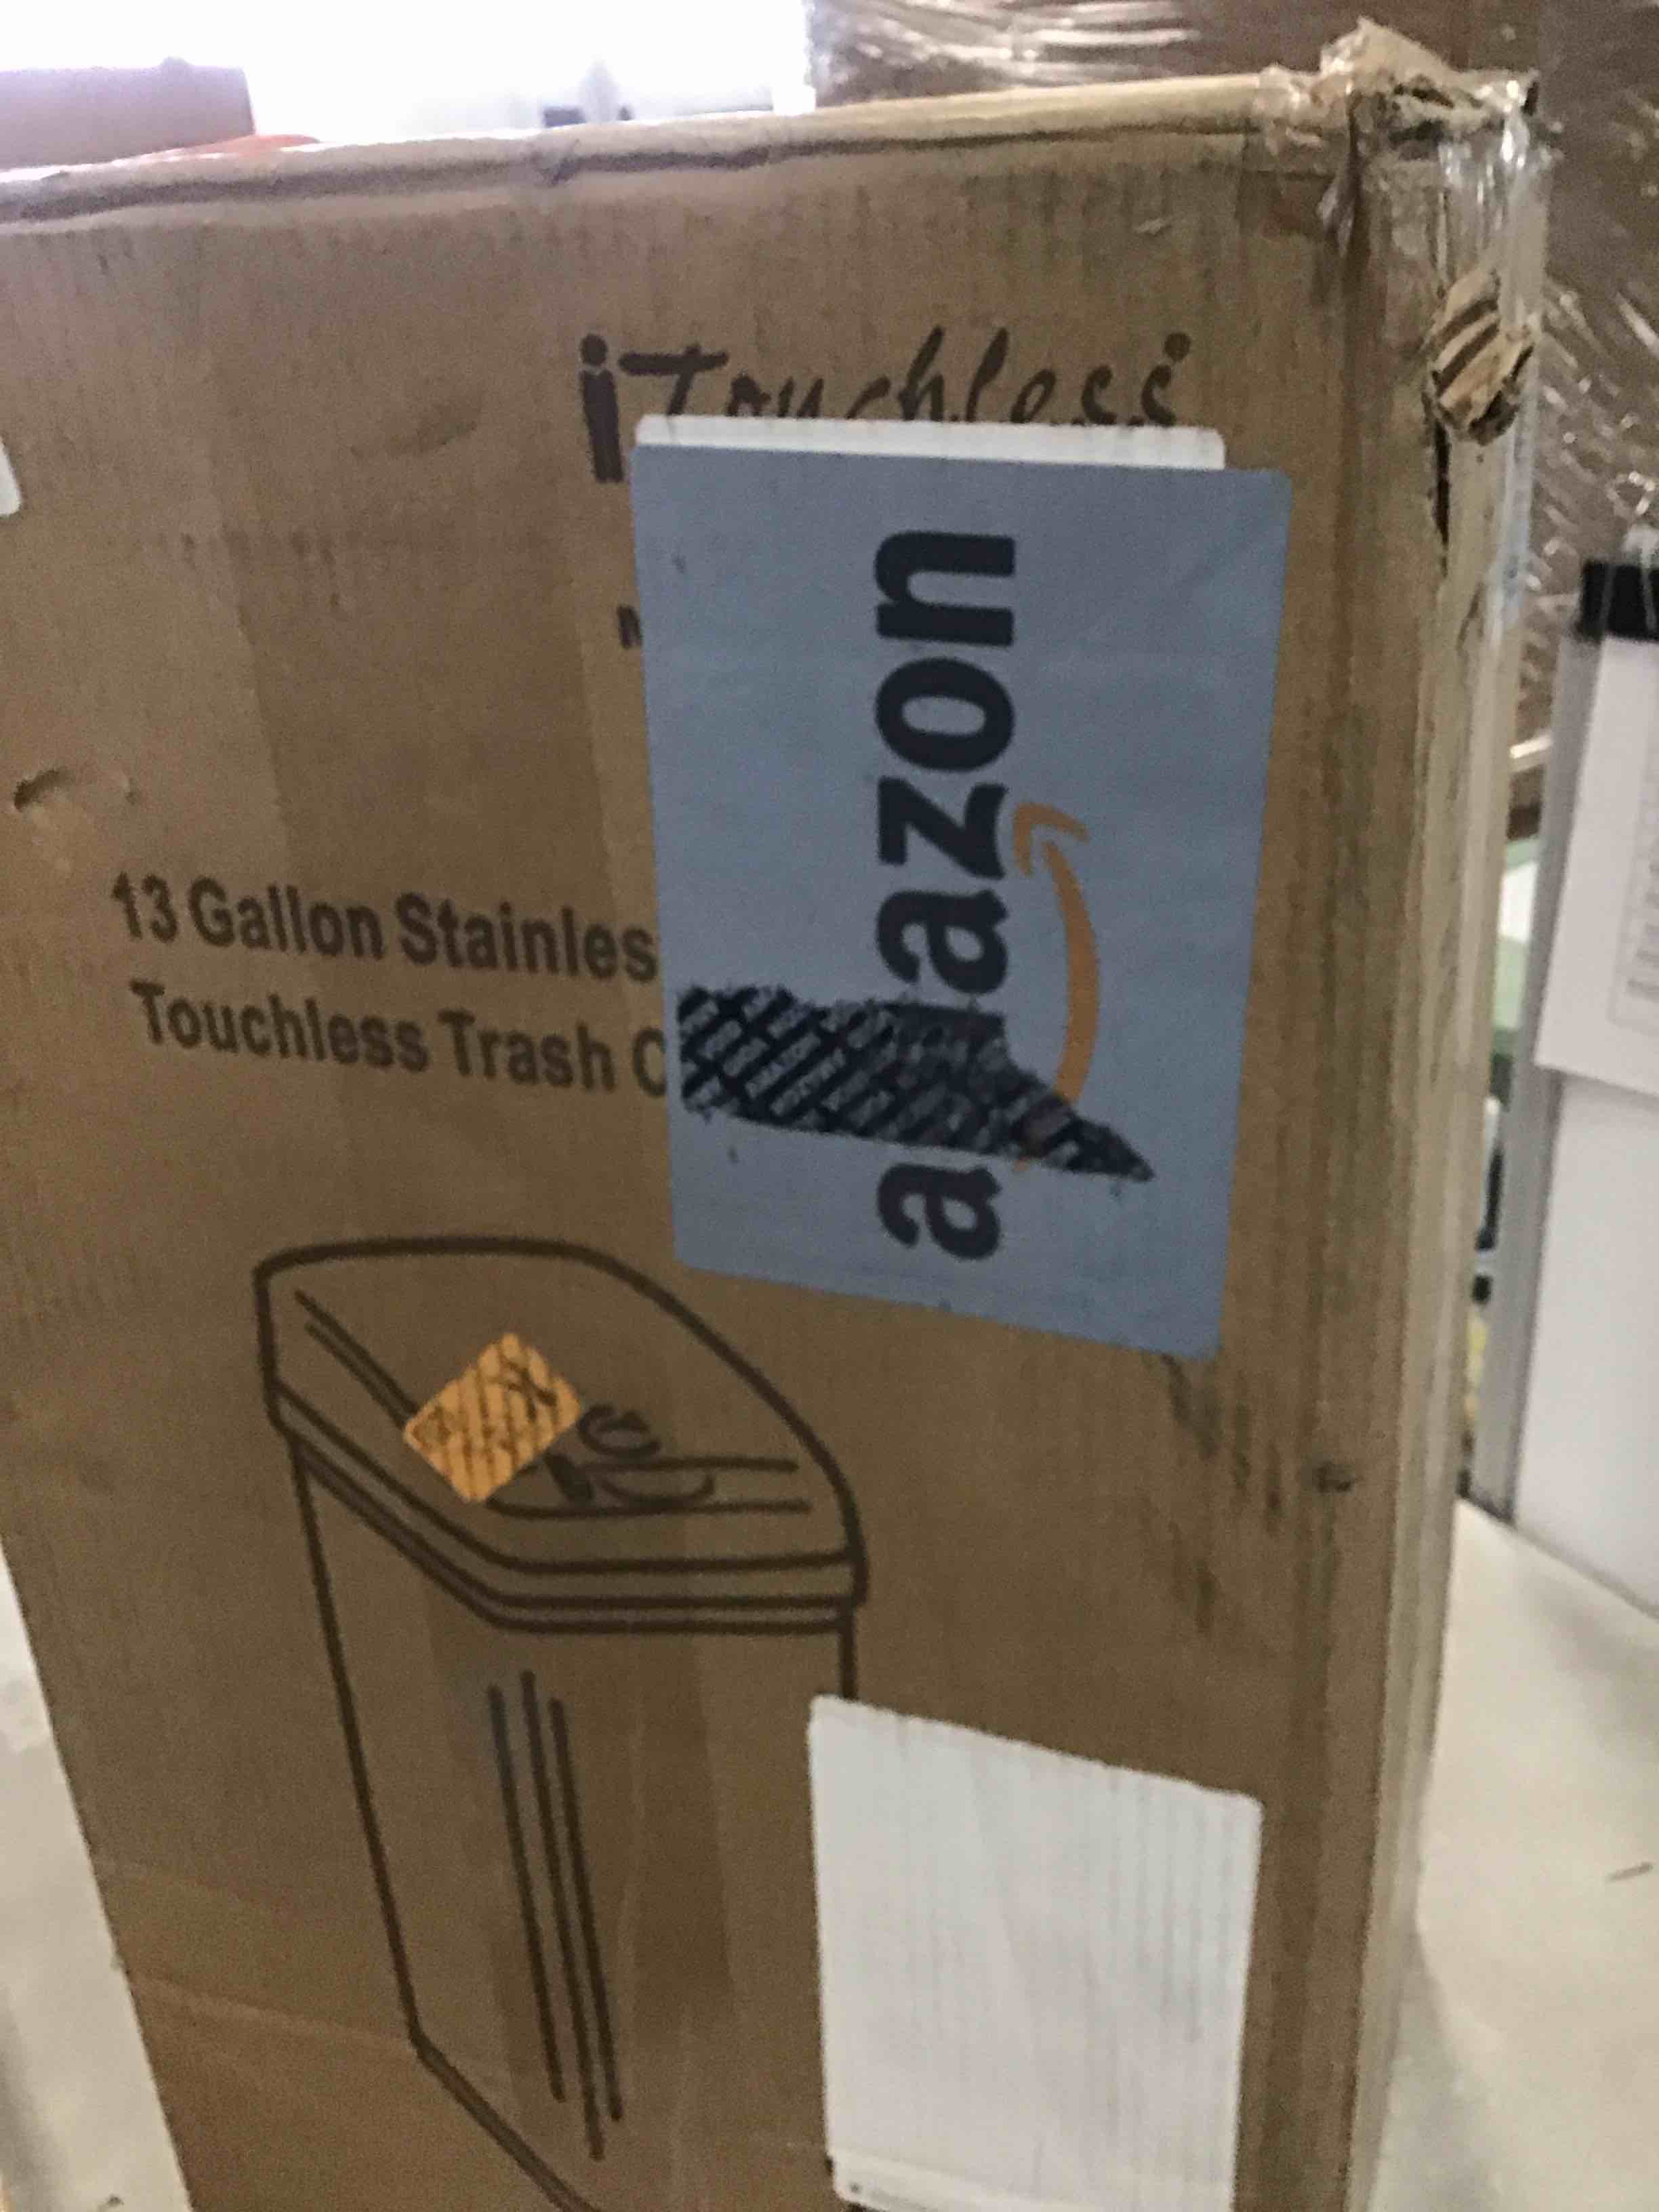 iTouchless
amazon
13 Gallon Stainles
Touchless Trash C